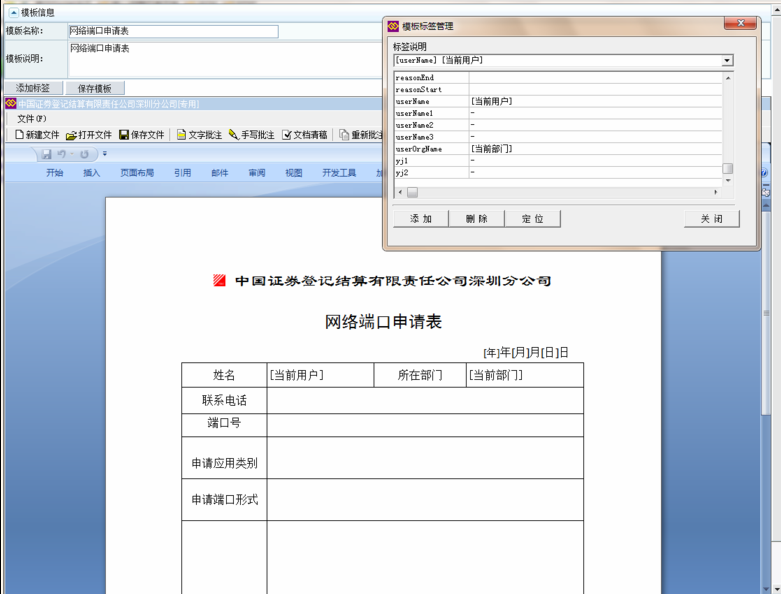 模板信息
模版名称： 网络端口申请表
模板说明： 网络端口申请表
添加标签 保存模板
中国证券登记结算有限责任公司深圳分公司[专用]
文件(F)
新建文件 打开文件 保存文件 文字批注 手写批注 文档清稿 重新批注
开始 插入 页面布局 引用 邮件 审阅 视图 开发工具
模板标签管理
标签说明
[userName] [当前用户]
reasonEnd
reasonStart
userName [当前用户]
userName1 -
userName2 -
userName3 -
userOrgName [当前部门]
yj1 -
yj2 -
添 加 删 除 定 位 关 闭
中国证券登记结算有限责任公司深圳分公司
网络端口申请表
[年]年[月]月[日]日
姓名 [当前用户] 所在部门 [当前部门]
联系电话
端口号
申请应用类别
申请端口形式